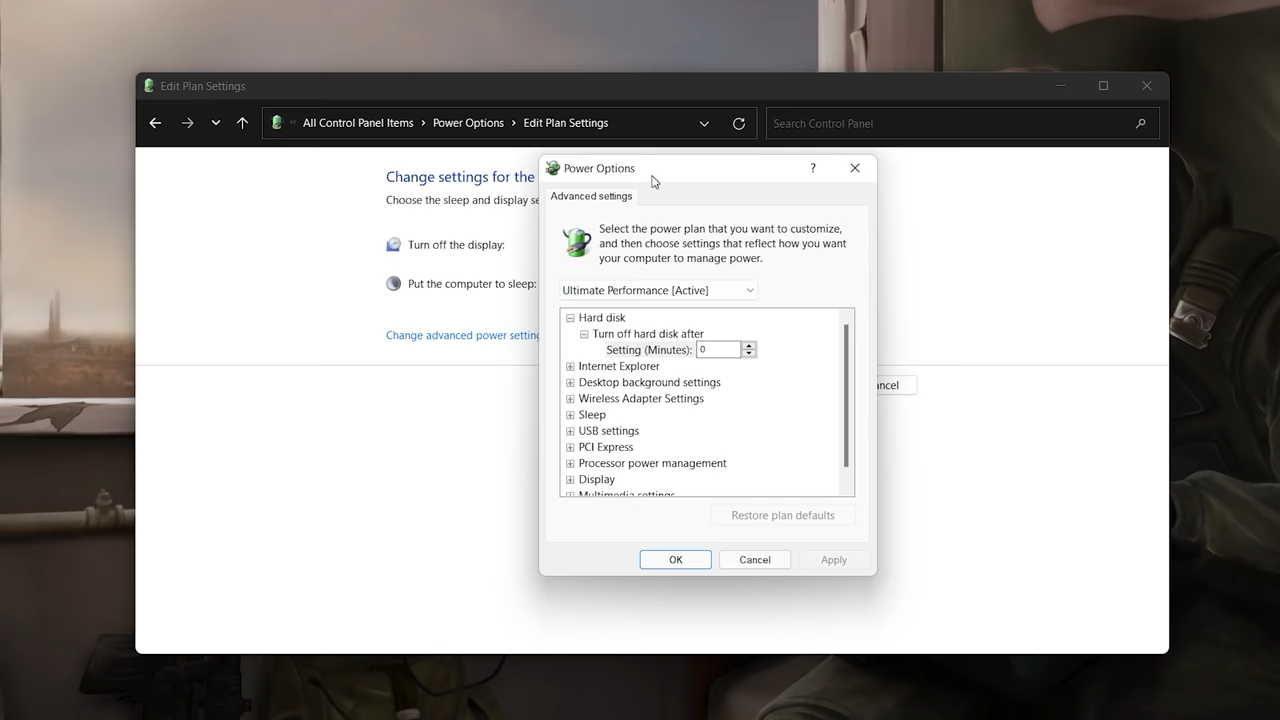 Edit Plan Settings
« All Control Panel Items › Power Options › Edit Plan Settings
Search Control Panel
Change settings for the
Choose the sleep and display se
Turn off the display:
Put the computer to sleep:
Change advanced power setting
ancel
Power Options
?
Advanced settings
Select the power plan that you want to customize,
and then choose settings that reflect how you want
your computer to manage power.
Ultimate Performance [Active]
Hard disk
Turn off hard disk after
Setting (Minutes): 0
Internet Explorer
Desktop background settings
Wireless Adapter Settings
Sleep
USB settings
PCI Express
Processor power management
Display
Multimedia settings
Restore plan defaults
OK
Cancel
Apply